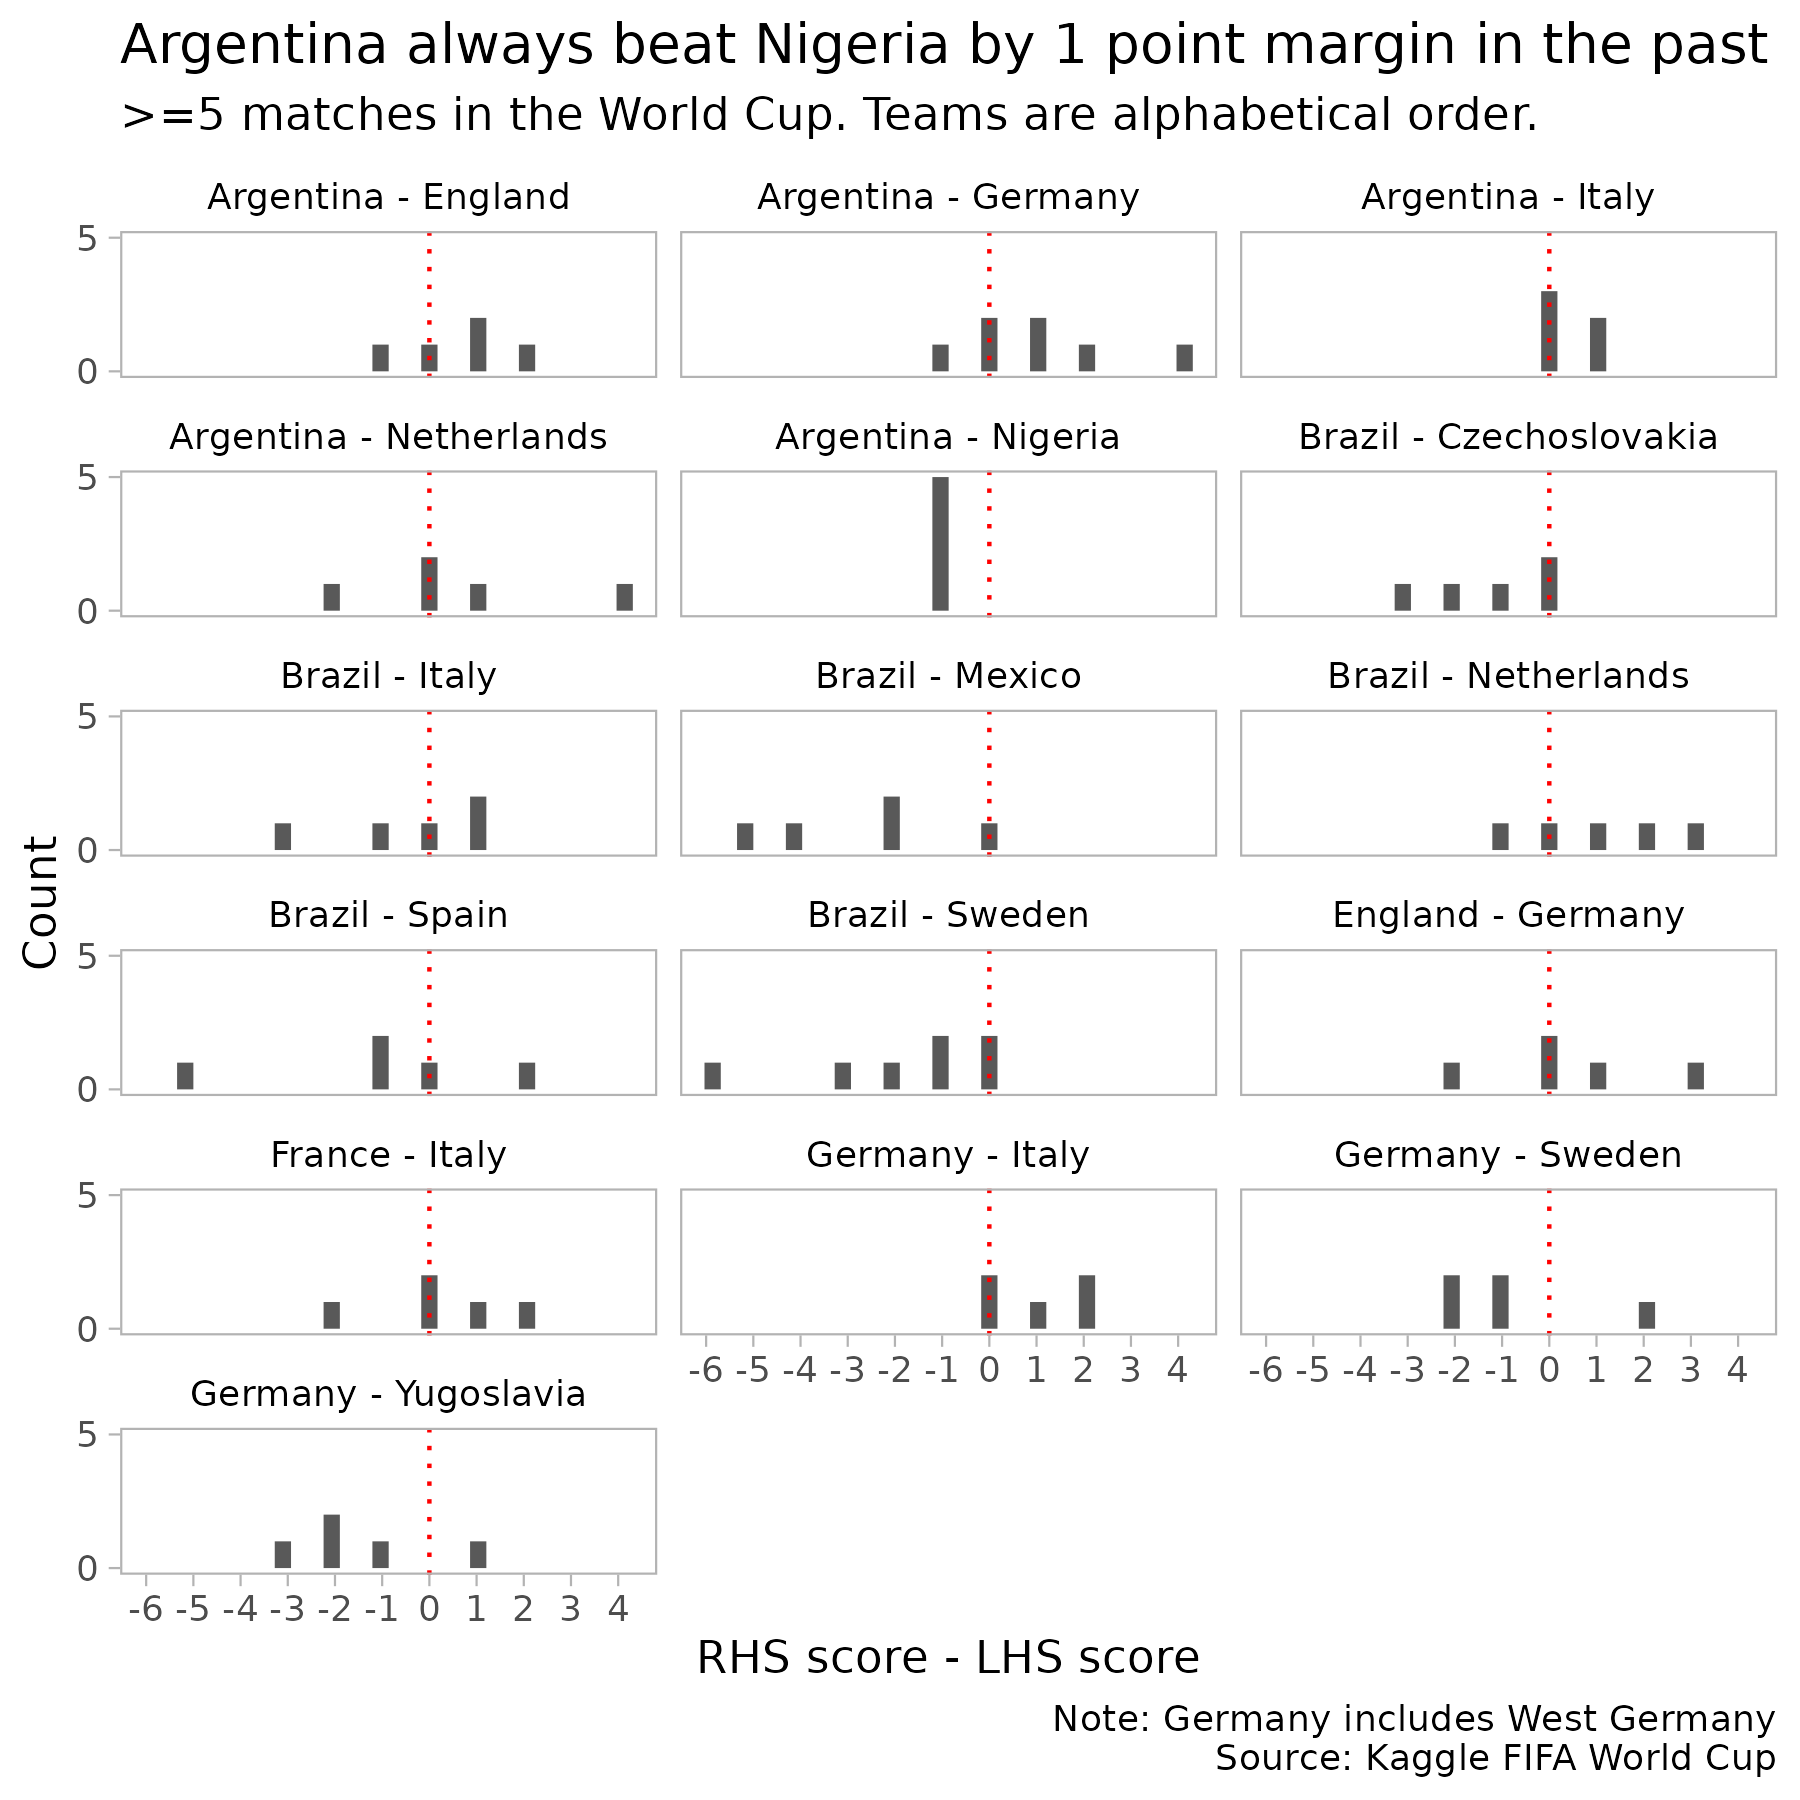 Argentina always beat Nigeria by 1 point margin in the past
>=5 matches in the World Cup. Teams are alphabetical order.
Argentina - England
Argentina - Germany
Argentina - Italy
5
0
Argentina - Netherlands
Argentina - Nigeria
Brazil - Czechoslovakia
5
0
Brazil - Italy
Brazil - Mexico
Brazil - Netherlands
5
0
Count
Brazil - Spain
Brazil - Sweden
England - Germany
5
0
France - Italy
Germany - Italy
Germany - Sweden
5
0
-6 -5 -4 -3 -2 -1 0 1 2 3 4
-6 -5 -4 -3 -2 -1 0 1 2 3 4
Germany - Yugoslavia
5
0
-6 -5 -4 -3 -2 -1 0 1 2 3 4
RHS score - LHS score
Note: Germany includes West Germany
Source: Kaggle FIFA World Cup